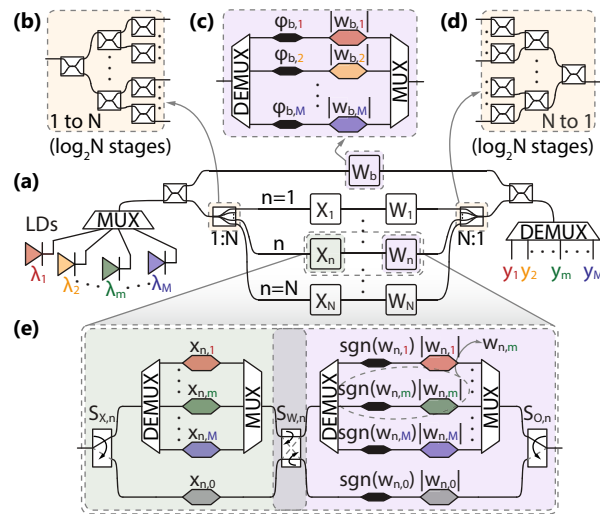 (b)
1 to N
(log₂N stages)
(c)
DEMUX
φb,1
|wb,1|
φb,2
|wb,2|
φb,M
|wb,M|
MUX
(d)
N to 1
(a)
LDs
λ1
λ2
λm
λM
MUX
1:N
Wb
n=1
X1
W1
n
Xn
Wn
n=N
XN
WN
N:1
DEMUX
y1 y2 ym yM
(e)
SX,n
DEMUX
xn,1
xn,m
xn,M
MUX
xn,0
SW,n
DEMUX
sgn(wn,1) |wn,1|
wn,m
sgn(wn,m) |wn,m|
sgn(wn,M) |wn,M|
MUX
sgn(wn,0) |wn,0|
SO,n